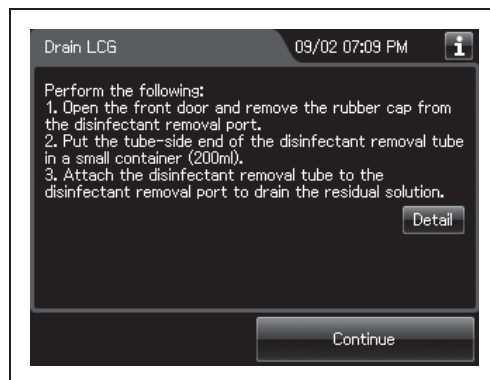 Drain LCG 09/02 07:09 PM i
Perform the following:
1. Open the front door and remove the rubber cap from
the disinfectant removal port.
2. Put the tube-side end of the disinfectant removal tube
in a small container (200ml).
3. Attach the disinfectant removal tube to the
disinfectant removal port to drain the residual solution.
Detail
Continue